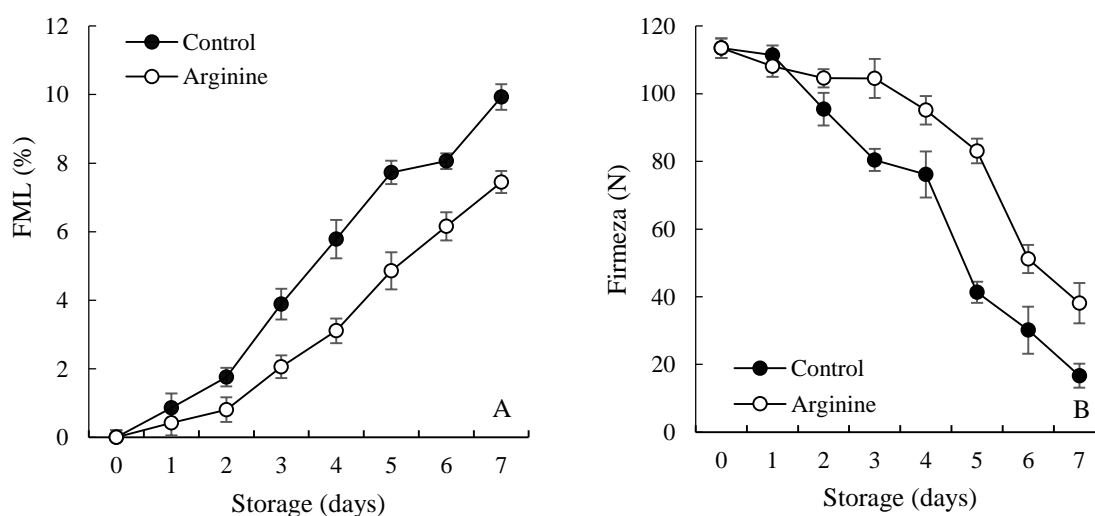 FML (%)
12
10
8
6
4
2
0
Control
Arginine
A
0 1 2 3 4 5 6 7
Storage (days)
Firmeza (N)
120
100
80
60
40
20
0
Control
Arginine
B
0 1 2 3 4 5 6 7
Storage (days)